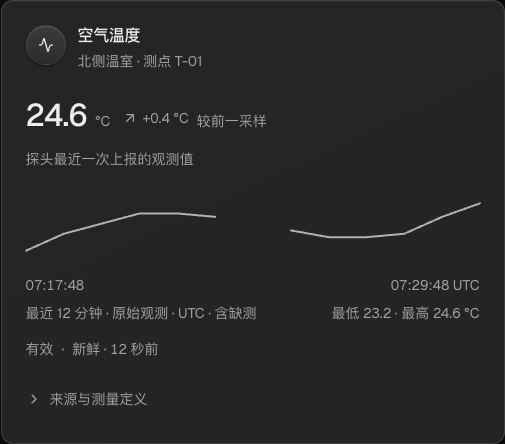 空气温度
北侧温室 · 测点 T-01
24.6 °C ↗ +0.4 °C 较前一采样
探头最近一次上报的观测值
07:17:48 07:29:48 UTC
最近 12 分钟 · 原始观测 · UTC · 含缺测 最低 23.2 · 最高 24.6 °C
有效 · 新鲜 · 12 秒前
来源与测量定义